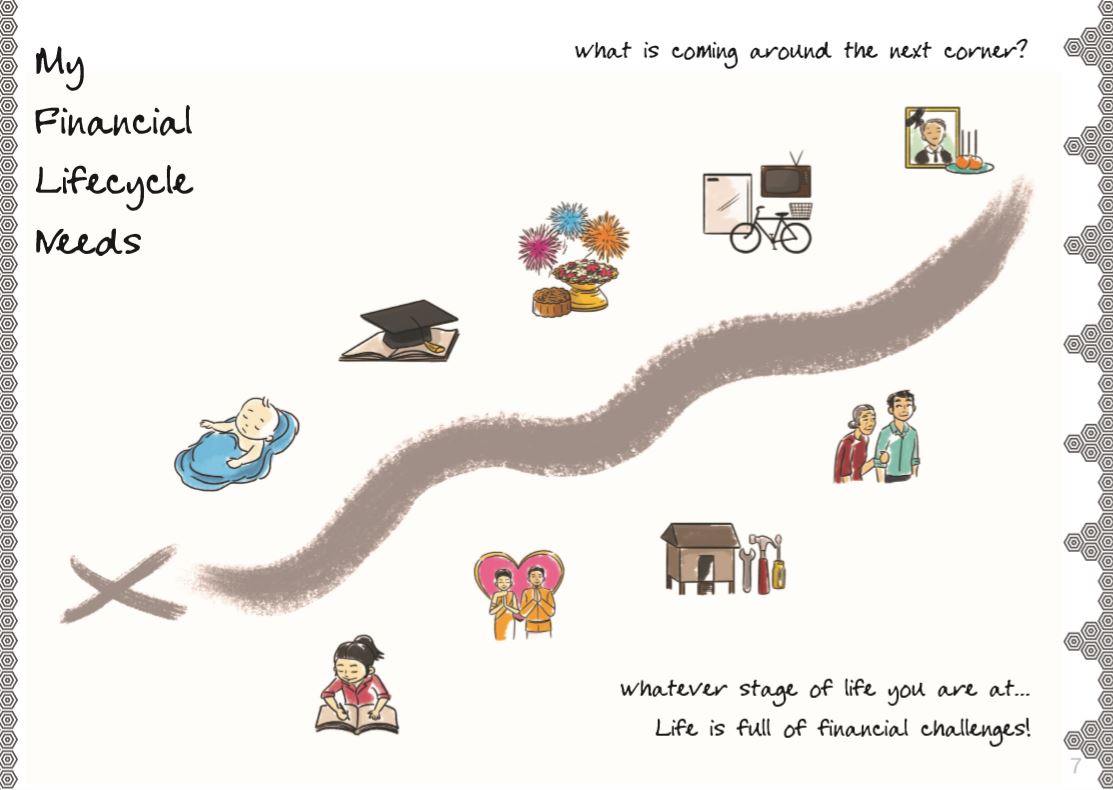 My
Financial
Lifecycle
Needs
what is coming around the next corner?
whatever stage of life you are at...
Life is full of financial challenges!
7